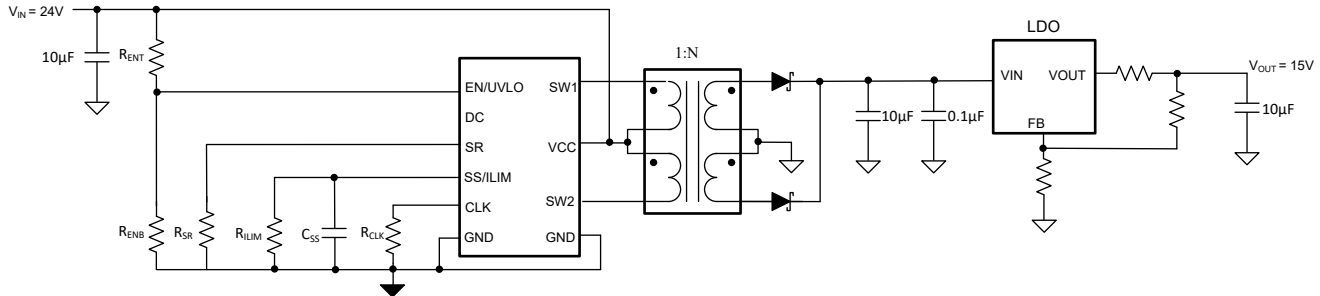 V_IN = 24V
10µF
R_ENT
EN/UVLO
DC
SR
SS/ILIM
CLK
GND
SW1
VCC
SW2
GND
R_ENB
R_SR
R_ILIM
C_SS
R_CLK
1:N
10µF
0.1µF
LDO
VIN
VOUT
FB
V_OUT = 15V
10µF